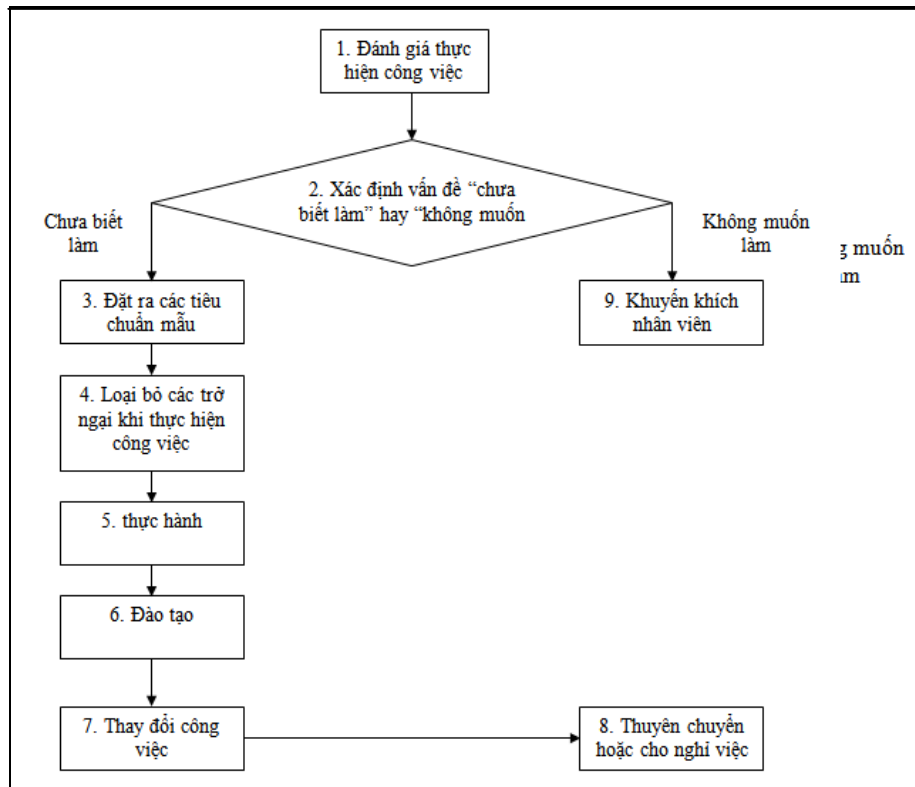 1. Đánh giá thực
hiện công việc
2. Xác định vấn đề “chưa
biết làm” hay “không muốn
Chưa biết
làm
Không muốn
làm
g muốn
àm
3. Đặt ra các tiêu
chuẩn mẫu
9. Khuyến khích
nhân viên
4. Loại bỏ các trở
ngại khi thực hiện
công việc
5. thực hành
6. Đào tạo
7. Thay đổi công
việc
8. Thuyên chuyển
hoặc cho nghỉ việc